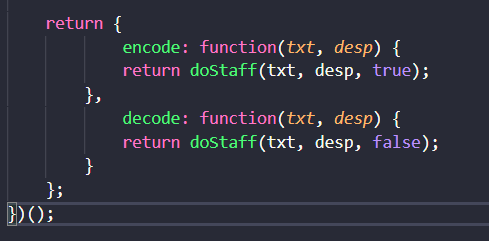 return {
encode: function(txt, desp) {
return doStaff(txt, desp, true);
},
decode: function(txt, desp) {
return doStaff(txt, desp, false);
}
};
})();